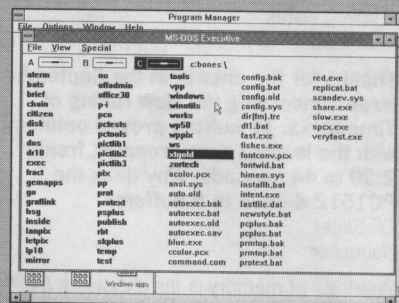 Program Manager
File Options Window Help
MS-DOS Executive
File View Special
A B C c:bones \
aterm nu tools config.bak red.exe
bats offadmin vpp config.bat replicat.bat
brief office30 windows config.old scandev.sys
chain p-i winutils config.sys share.exe
citizen pco works dir[fm].tre slow.exe
disk pctests wp50 dt1.bat spcx.exe
dl pctools wppix fast.exe veryfast.exe
dos pictlib1 ws fishes.exe
dr10 pictlib2 xtgold fontconv.pcx
exec pictlib3 zortech fontwid.bat
fract pix acolor.pcx himem.sys
gemapps pp ansi.sys installh.bat
go prnt auto.old intent.exe
graflink protext autoexec.bak lastfile.dat
hsg psplus autoexec.bat newstyle.bat
inside publish autoexec.old pcplus.bak
lanpix rbt autoexec.sav pcplus.bat
letpix skplus blue.exe prmtop.bak
lp10 temp ccolor.pcx prmtop.bat
mirror test command.com protext.bat
Windows apps